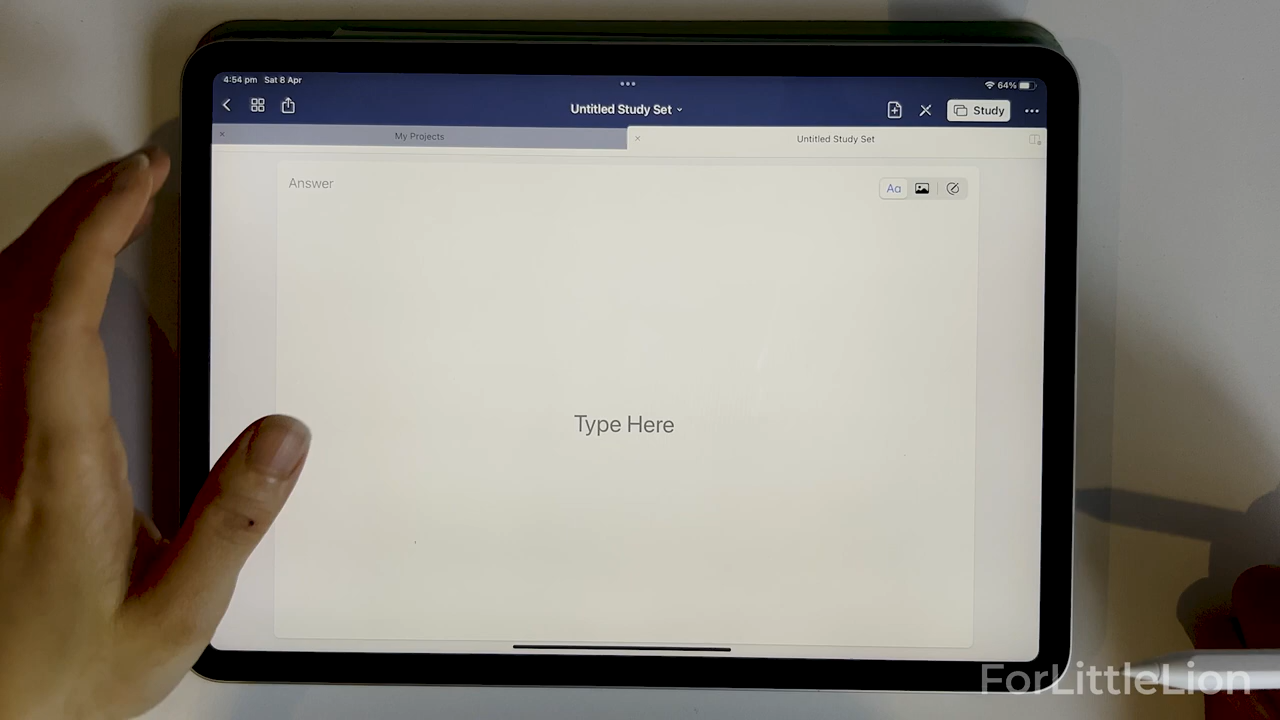 4:54 pm Sat 8 Apr
64%
Untitled Study Set
Study
My Projects
Untitled Study Set
Answer
Aa
Type Here
ForLittleLion